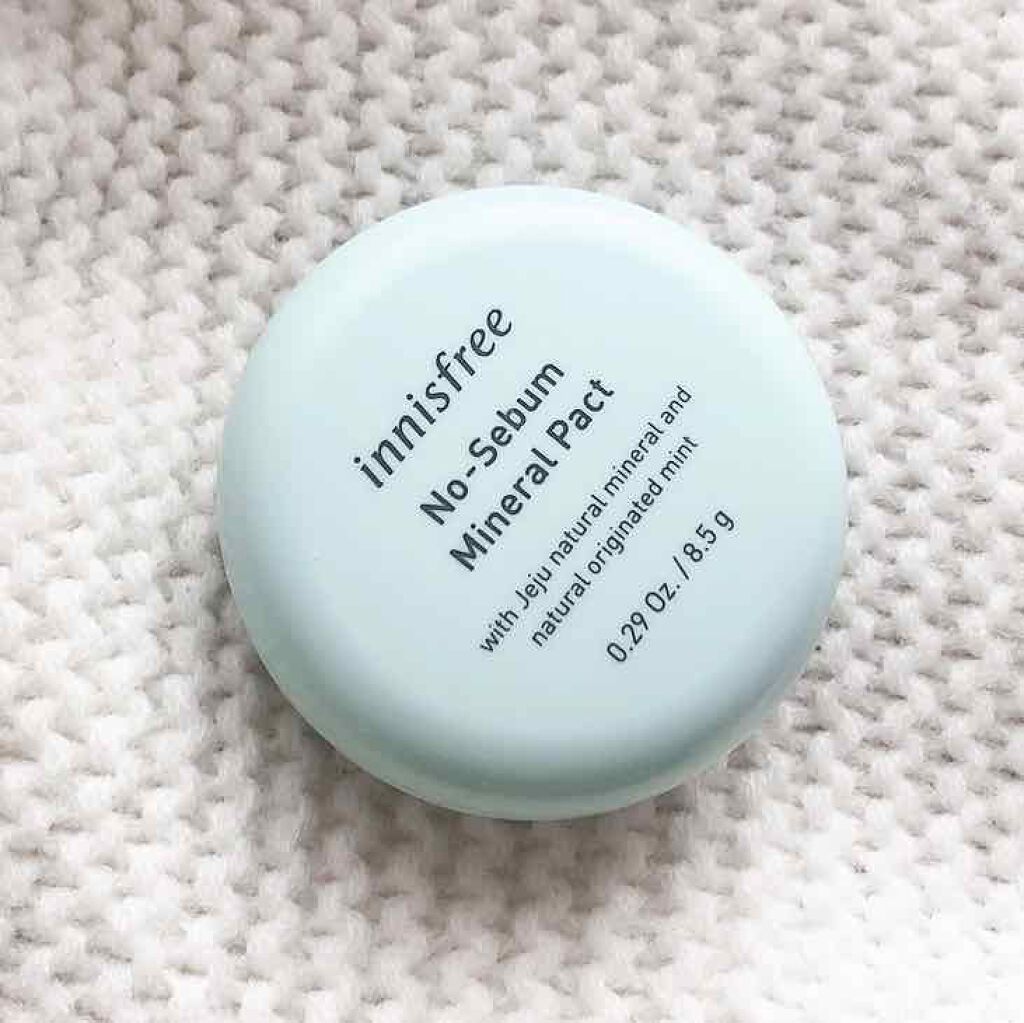 innisfree
No-Sebum
Mineral Pact
with Jeju natural mineral and
natural originated mint
0.29 Oz. / 8.5 g